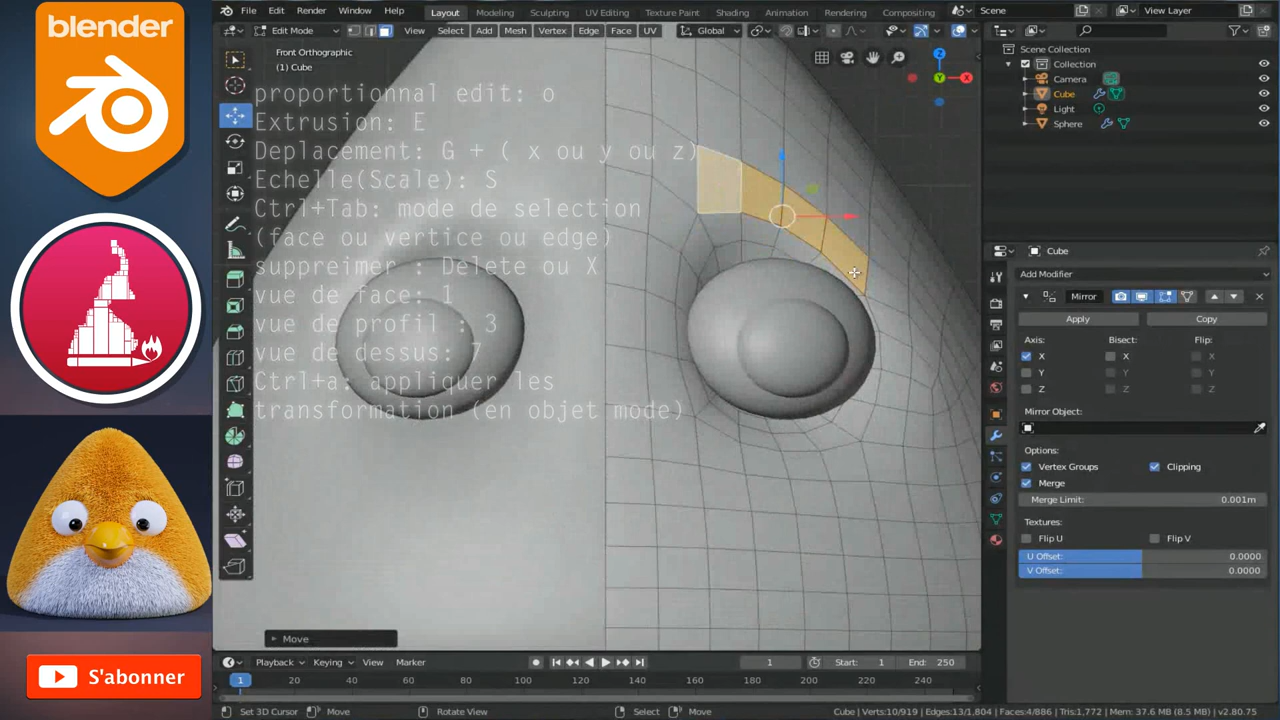 blender
S'abonner
File Edit Render Window Help
Layout Modeling Sculpting UV Editing Texture Paint Shading Animation Rendering Compositing
Scene
View Layer
Edit Mode
View Select Add Mesh Vertex Edge Face UV
Global
Front Orthographic
(1) Cube
proportionnal edit: o
Extrusion: E
Deplacement: G + ( x ou y ou z)
Echelle(Scale): S
Ctrl+Tab: mode de selection
(face ou vertice ou edge)
suppreimer : Delete ou X
vue de face: 1
vue de profil : 3
vue de dessus: 7
Ctrl+a: appliquer les
transformation (en objet mode)
Z
Y
X
Move
Scene Collection
Collection
Camera
Cube
Light
Sphere
Cube
Add Modifier
Mirror
Apply Copy
Axis: Bisect: Flip:
X X X
Y Y Y
Z Z Z
Mirror Object:
Options:
Vertex Groups Clipping
Merge
Merge Limit: 0.001m
Textures:
Flip U Flip V
U Offset: 0.0000
V Offset: 0.0000
Playback Keying View Marker
1
Start: 1
End: 250
1 20 40 60 80 100 120 140 160 180 200 220 240
Set 3D Cursor Move Rotate View Select Move
Cube | Verts:10/919 | Edges:13/1,804 | Faces:4/886 | Tris:1,772 | Mem: 37.6 MB (8.5 MB) | v2.80.75